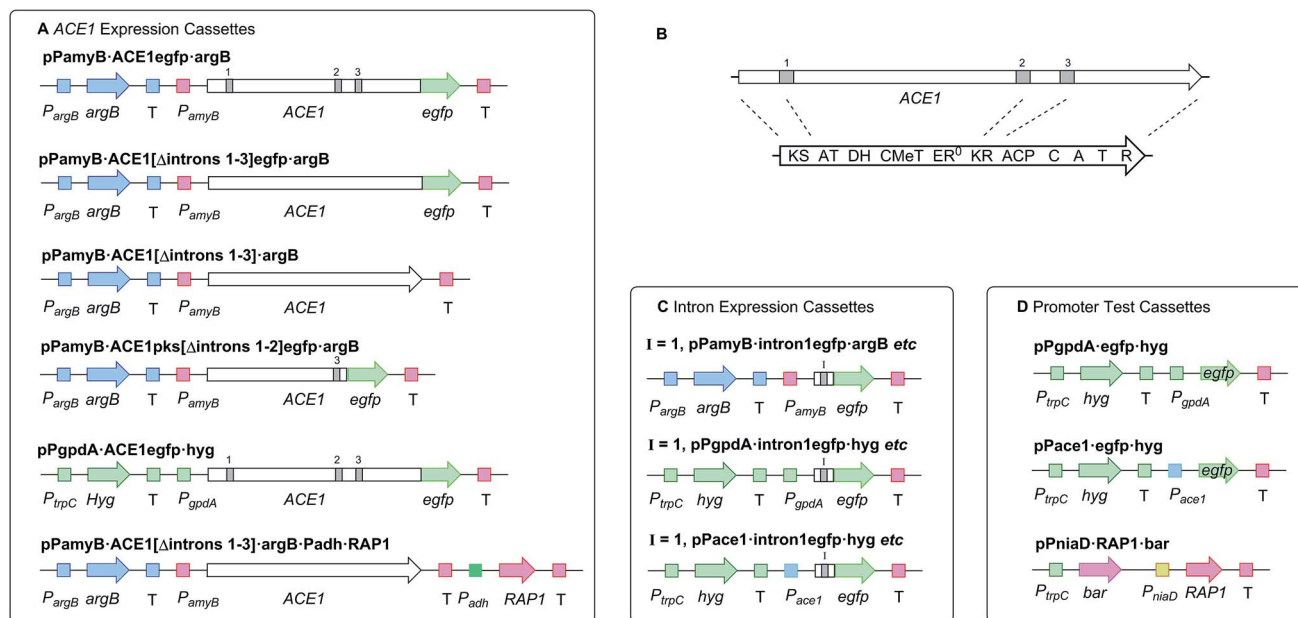 A ACE1 Expression Cassettes
pPamyB·ACE1egfp·argB
1 2 3
PargB argB T PamyB ACE1 egfp T
pPamyB·ACE1[Δintrons 1-3]egfp·argB
PargB argB T PamyB ACE1 egfp T
pPamyB·ACE1[Δintrons 1-3]·argB
PargB argB T PamyB ACE1 T
pPamyB·ACE1pks[Δintrons 1-2]egfp·argB
3
PargB argB T PamyB ACE1 egfp T
pPgpdA·ACE1egfp·hyg
1 2 3
PtrpC Hyg T PgpdA ACE1 egfp T
pPamyB·ACE1[Δintrons 1-3]·argB·Padh·RAP1
PargB argB T PamyB ACE1 T Padh RAP1 T
B
1 2 3
ACE1
KS AT DH CMeT ER⁰ KR ACP C A T R
C Intron Expression Cassettes
I = 1, pPamyB·intron1egfp·argB etc
I
PargB argB T PamyB egfp T
I = 1, pPgpdA·intron1egfp·hyg etc
I
PtrpC hyg T PgpdA egfp T
I = 1, pPace1·intron1egfp·hyg etc
I
PtrpC hyg T Pace1 egfp T
D Promoter Test Cassettes
pPgpdA·egfp·hyg
egfp
PtrpC hyg T PgpdA T
pPace1·egfp·hyg
egfp
PtrpC hyg T Pace1 T
pPniaD·RAP1·bar
PtrpC bar PniaD RAP1 T